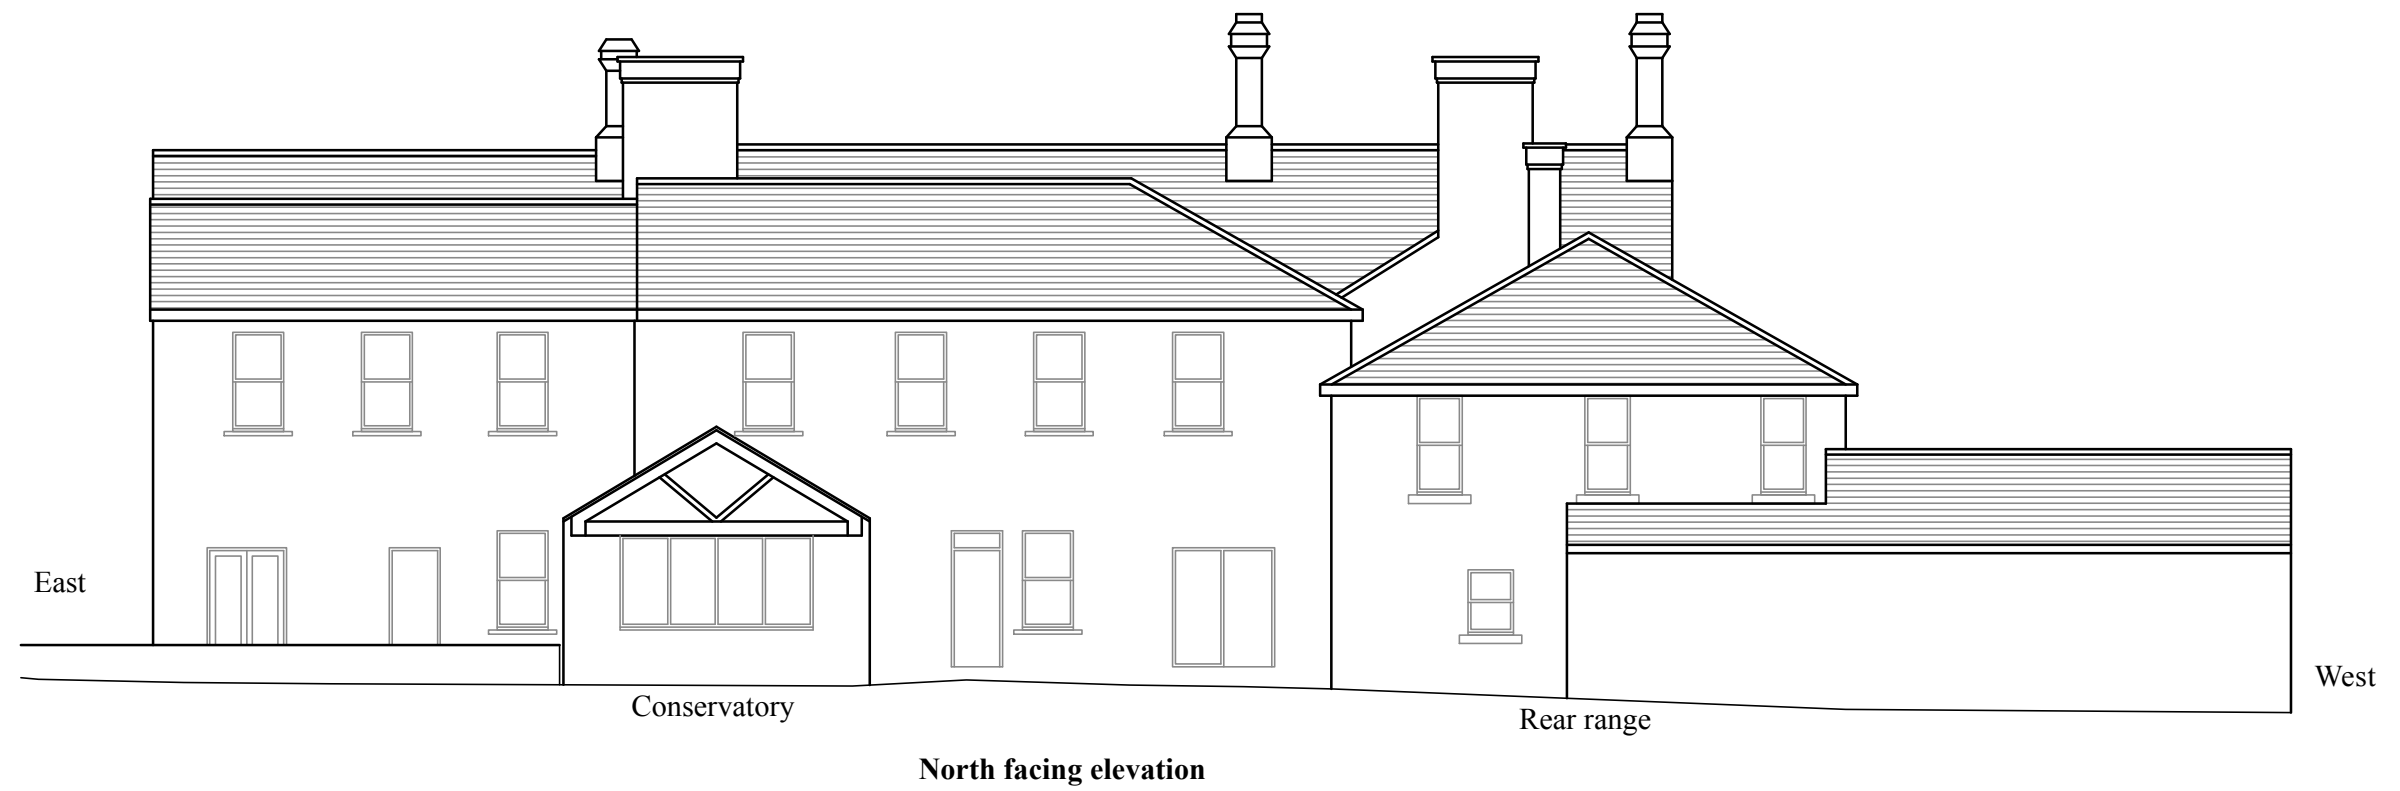 East
West
Conservatory
Rear range
North facing elevation